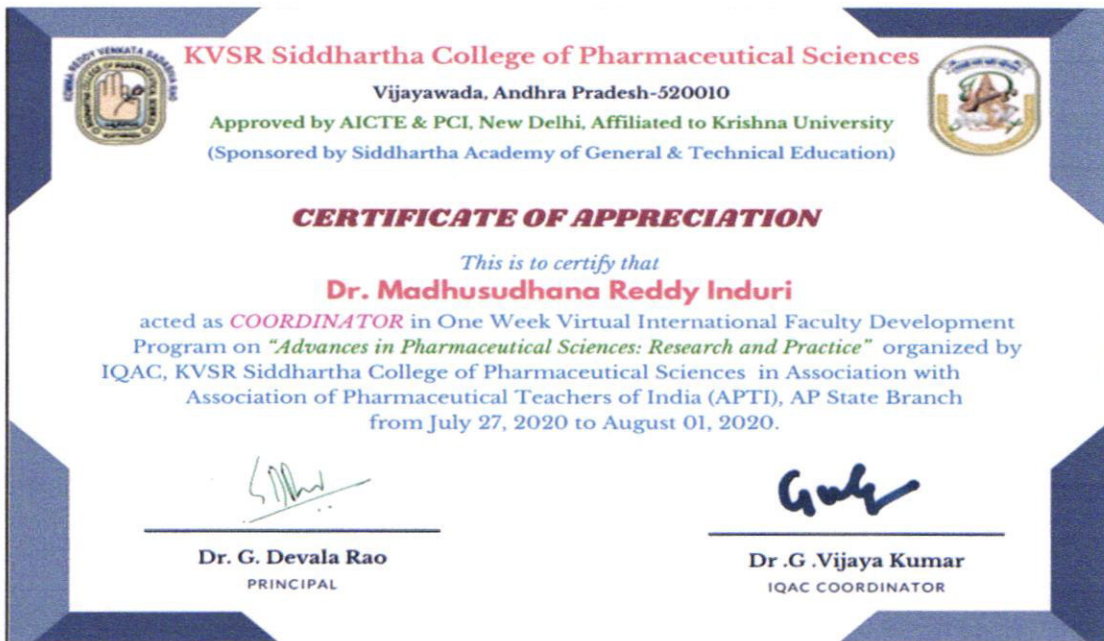 KOMMA REDDY VENKATA SADASIVA RAO
KVSR Siddhartha College of Pharmaceutical Sciences
Vijayawada, Andhra Pradesh-520010
Approved by AICTE & PCI, New Delhi, Affiliated to Krishna University
(Sponsored by Siddhartha Academy of General & Technical Education)
CERTIFICATE OF APPRECIATION
This is to certify that
Dr. Madhusudhana Reddy Induri
acted as COORDINATOR in One Week Virtual International Faculty Development
Program on "Advances in Pharmaceutical Sciences: Research and Practice" organized by
IQAC, KVSR Siddhartha College of Pharmaceutical Sciences in Association with
Association of Pharmaceutical Teachers of India (APTI), AP State Branch
from July 27, 2020 to August 01, 2020.
Dr. G. Devala Rao
PRINCIPAL
Dr .G .Vijaya Kumar
IQAC COORDINATOR